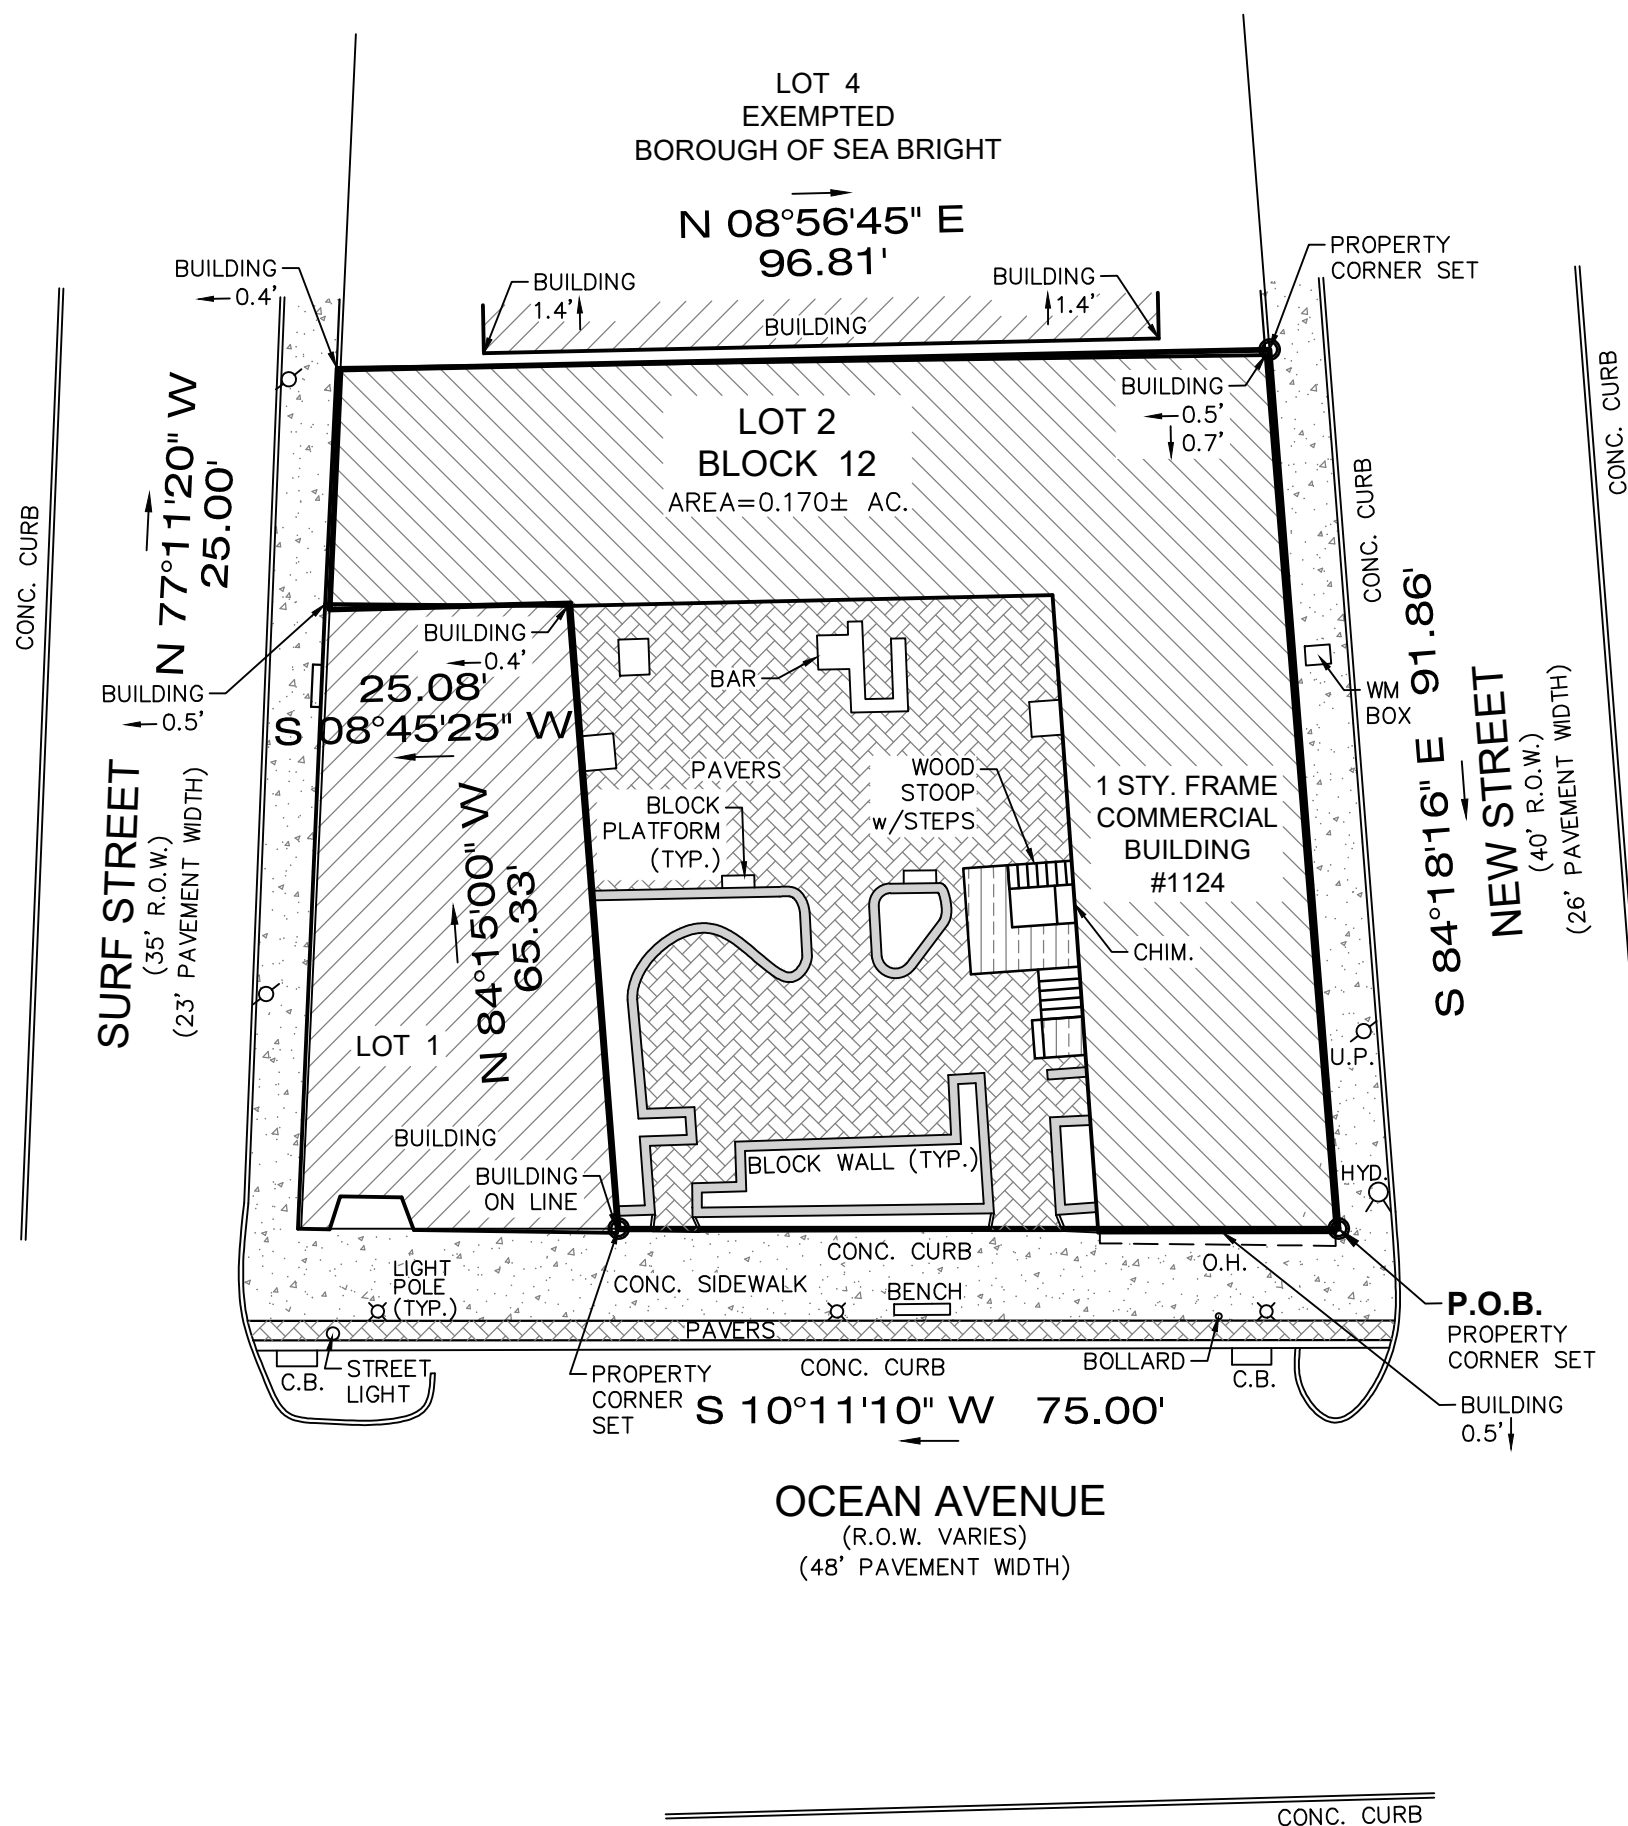 LOT 4
EXEMPTED
BOROUGH OF SEA BRIGHT
N 08°56'45" E
96.81'
PROPERTY
CORNER SET
BUILDING
0.4'
BUILDING
1.4'
BUILDING
1.4'
BUILDING
BUILDING
0.5'
0.7'
LOT 2
BLOCK 12
AREA=0.170± AC.
N 77°11'20" W
25.00'
CONC. CURB
CONC. CURB
CONC. CURB
BUILDING
0.4'
25.08'
S 08°45'25" W
BUILDING
0.5'
BAR
WM
BOX
S 84°18'16" E 91.86'
NEW STREET
(40' R.O.W.)
(26' PAVEMENT WIDTH)
SURF STREET
(35' R.O.W.)
(23' PAVEMENT WIDTH)
PAVERS
BLOCK
PLATFORM
(TYP.)
WOOD
STOOP
w/STEPS
1 STY. FRAME
COMMERCIAL
BUILDING
#1124
CHIM.
N 84°15'00" W
65.33'
LOT 1
U.P.
BUILDING
BUILDING
ON LINE
BLOCK WALL (TYP.)
HYD.
CONC. CURB
O.H.
LIGHT
POLE
(TYP.)
CONC. SIDEWALK
BENCH
P.O.B.
PROPERTY
CORNER SET
PAVERS
C.B.
STREET
LIGHT
PROPERTY
CORNER
SET
CONC. CURB
BOLLARD
C.B.
BUILDING
0.5'
S 10°11'10" W 75.00'
OCEAN AVENUE
(R.O.W. VARIES)
(48' PAVEMENT WIDTH)
CONC. CURB